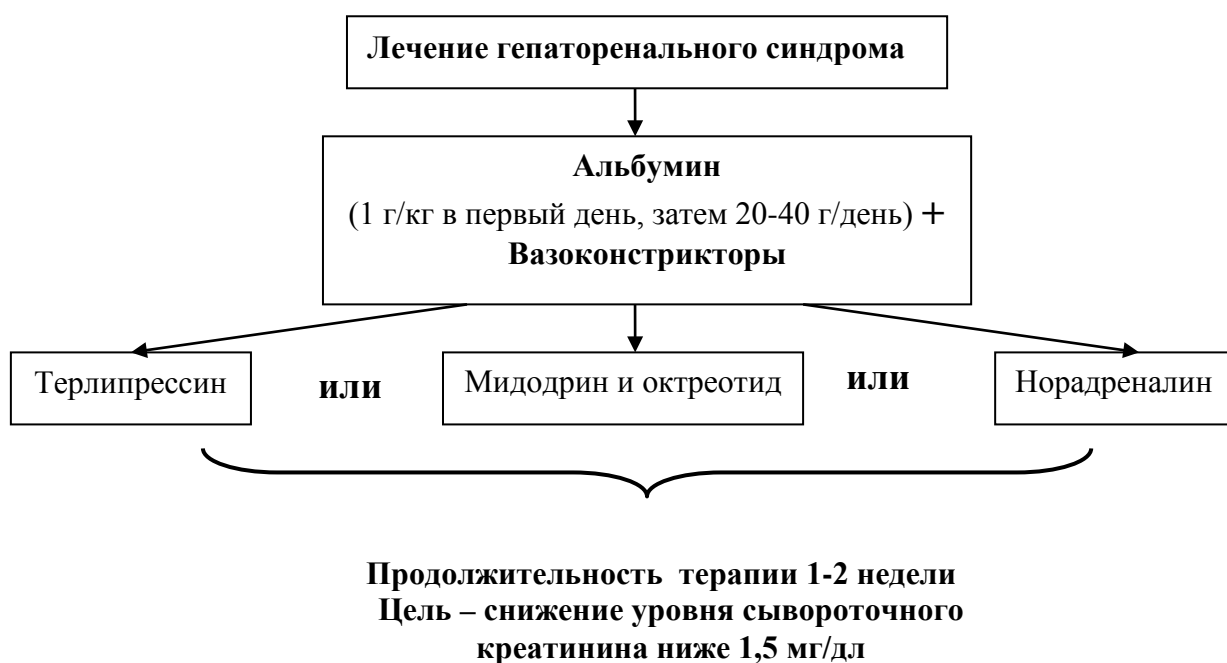 Лечение гепаторенального синдрома
Альбумин
(1 г/кг в первый день, затем 20-40 г/день) +
Вазоконстрикторы
Терлипрессин
или
Мидодрин и октреотид
или
Норадреналин
Продолжительность терапии 1-2 недели
Цель – снижение уровня сывороточного
креатинина ниже 1,5 мг/дл